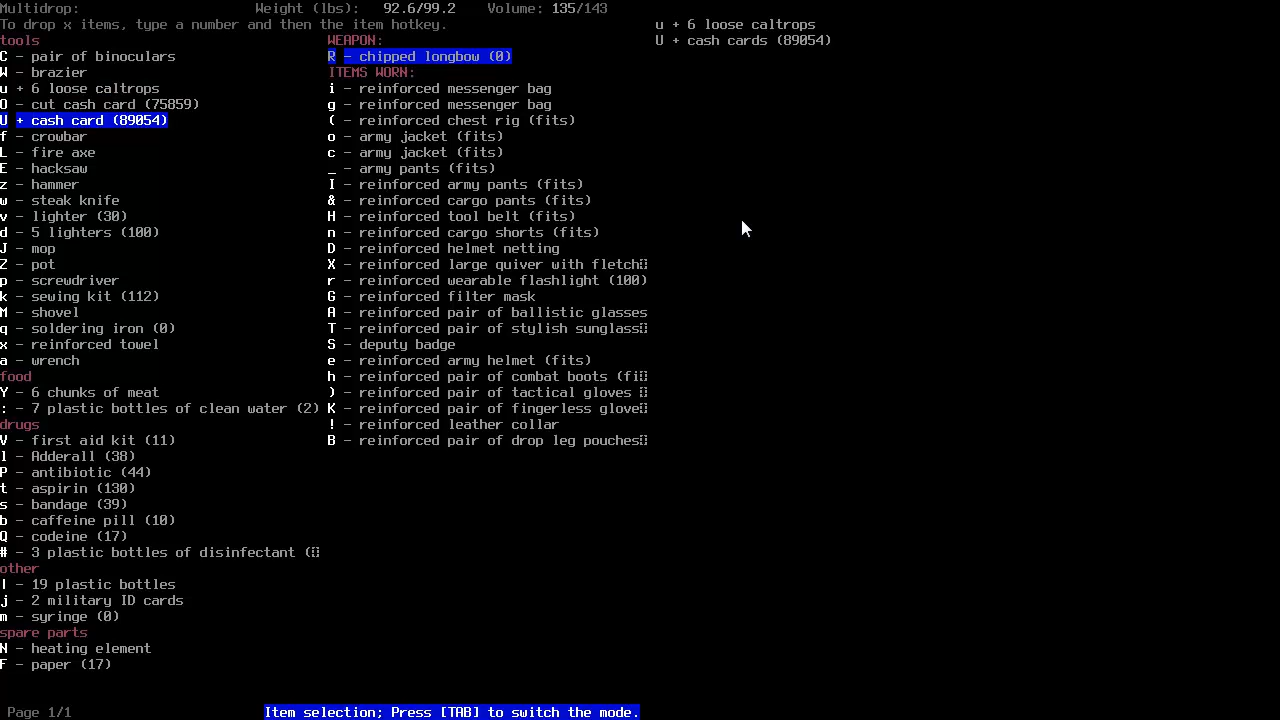 Multidrop: Weight (lbs): 92.6/99.2 Volume: 135/143
To drop x items, type a number and then the item hotkey.
tools
C - pair of binoculars
W - brazier
u + 6 loose caltrops
O - cut cash card (75859)
U + cash card (89054)
f - crowbar
L - fire axe
E - hacksaw
z - hammer
w - steak knife
v - lighter (30)
d - 5 lighters (100)
J - mop
Z - pot
p - screwdriver
k - sewing kit (112)
M - shovel
q - soldering iron (0)
x - reinforced towel
a - wrench
food
Y - 6 chunks of meat
: - 7 plastic bottles of clean water (2)
drugs
V - first aid kit (11)
l - Adderall (38)
P - antibiotic (44)
t - aspirin (130)
s - bandage (39)
b - caffeine pill (10)
Q - codeine (17)
# - 3 plastic bottles of disinfectant (
other
| - 19 plastic bottles
j - 2 military ID cards
m - syringe (0)
spare parts
N - heating element
F - paper (17)
WEAPON:
R - chipped longbow (0)
ITEMS WORN:
i - reinforced messenger bag
g - reinforced messenger bag
( - reinforced chest rig (fits)
o - army jacket (fits)
c - army jacket (fits)
_ - army pants (fits)
I - reinforced army pants (fits)
& - reinforced cargo pants (fits)
H - reinforced tool belt (fits)
n - reinforced cargo shorts (fits)
D - reinforced helmet netting
X - reinforced large quiver with fletch
r - reinforced wearable flashlight (100)
G - reinforced filter mask
A - reinforced pair of ballistic glasses
T - reinforced pair of stylish sunglass
S - deputy badge
e - reinforced army helmet (fits)
h - reinforced pair of combat boots (fi
) - reinforced pair of tactical gloves
K - reinforced pair of fingerless glove
! - reinforced leather collar
B - reinforced pair of drop leg pouches
u + 6 loose caltrops
U + cash cards (89054)
Page 1/1
Item selection; Press [TAB] to switch the mode.